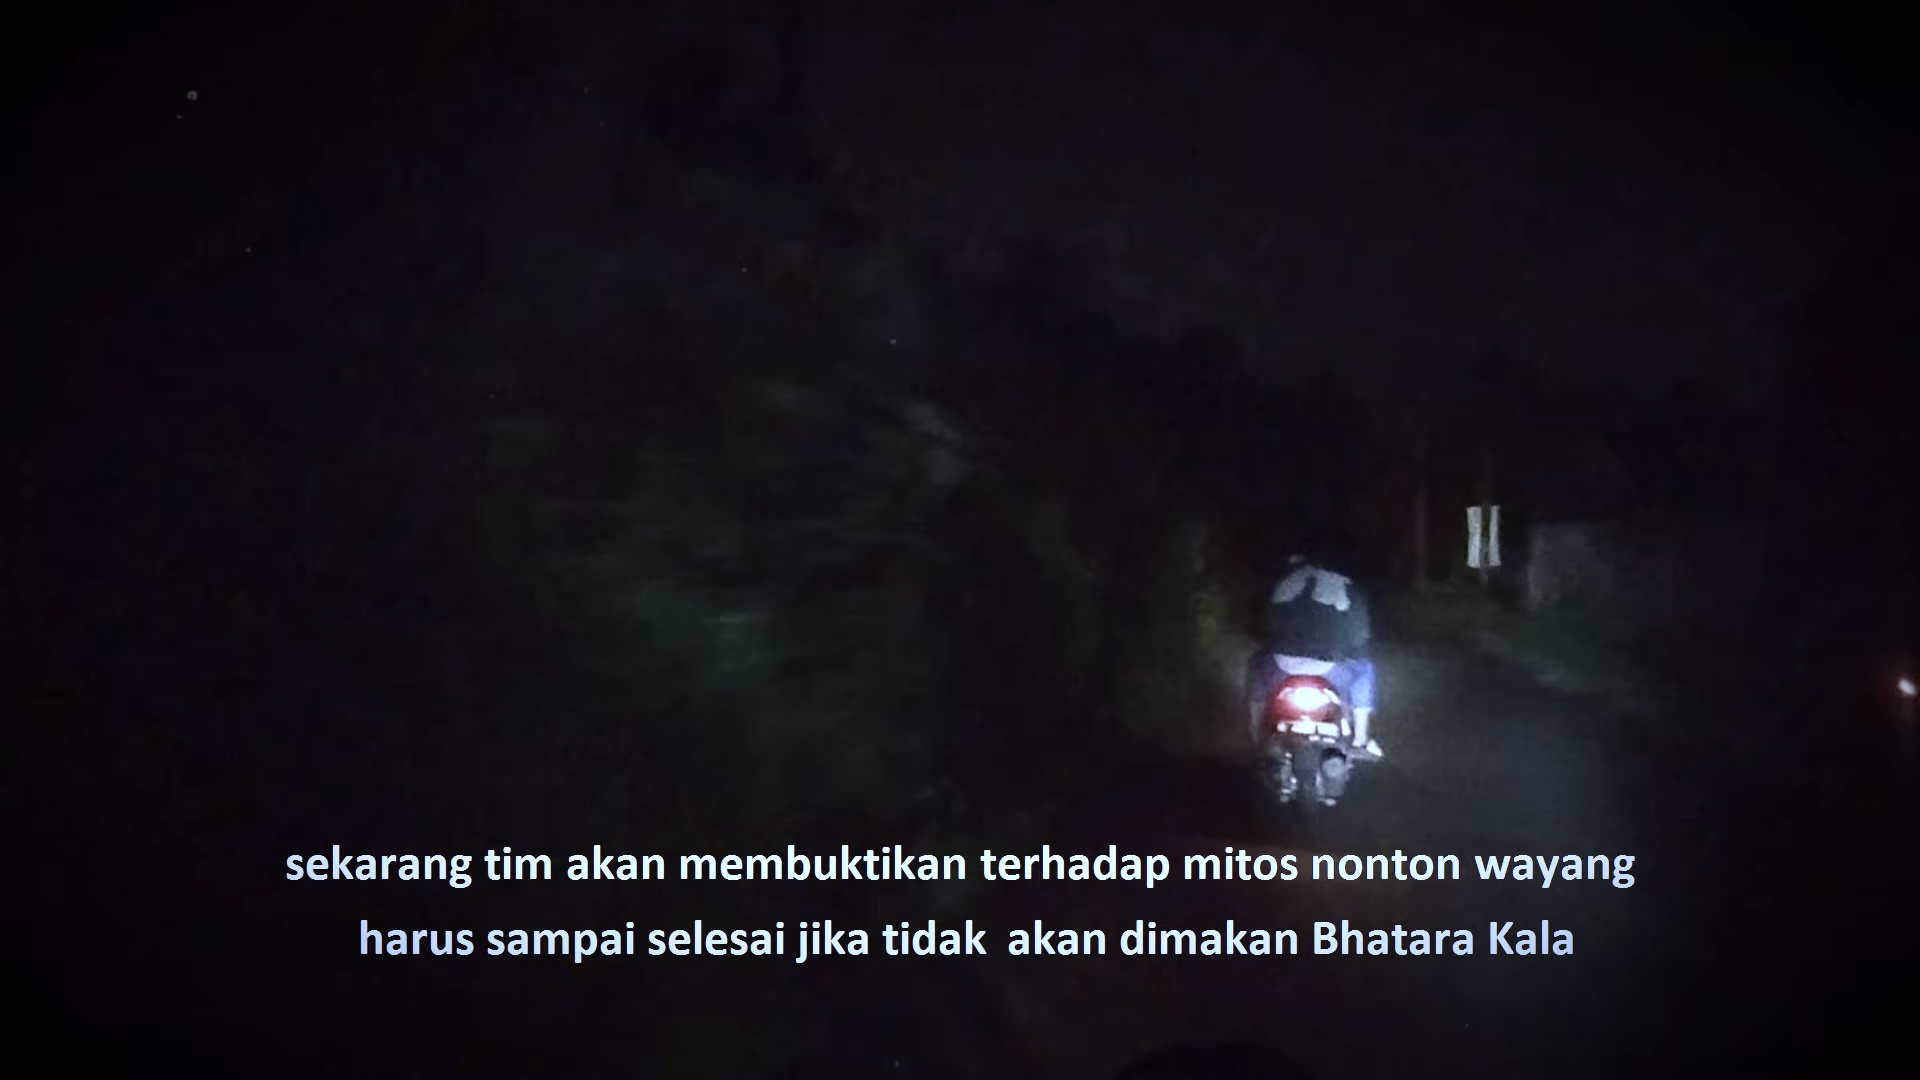 sekarang tim akan membuktikan terhadap mitos nonton wayang
harus sampai selesai jika tidak akan dimakan Bhatara Kala